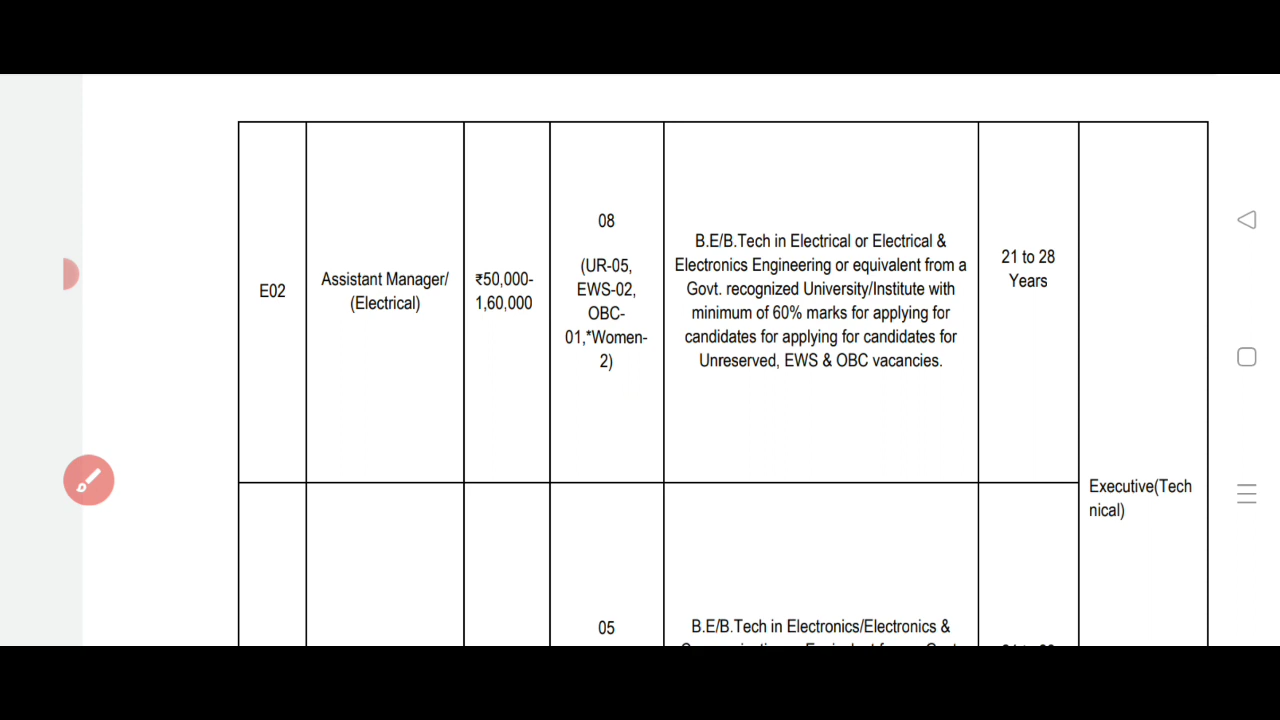 E02
Assistant Manager/
(Electrical)
₹50,000-
1,60,000
08
(UR-05,
EWS-02,
OBC-
01,*Women-
2)
B.E/B.Tech in Electrical or Electrical &
Electronics Engineering or equivalent from a
Govt. recognized University/Institute with
minimum of 60% marks for applying for
candidates for applying for candidates for
Unreserved, EWS & OBC vacancies.
21 to 28
Years
Executive(Tech
nical)
05
B.E/B.Tech in Electronics/Electronics &